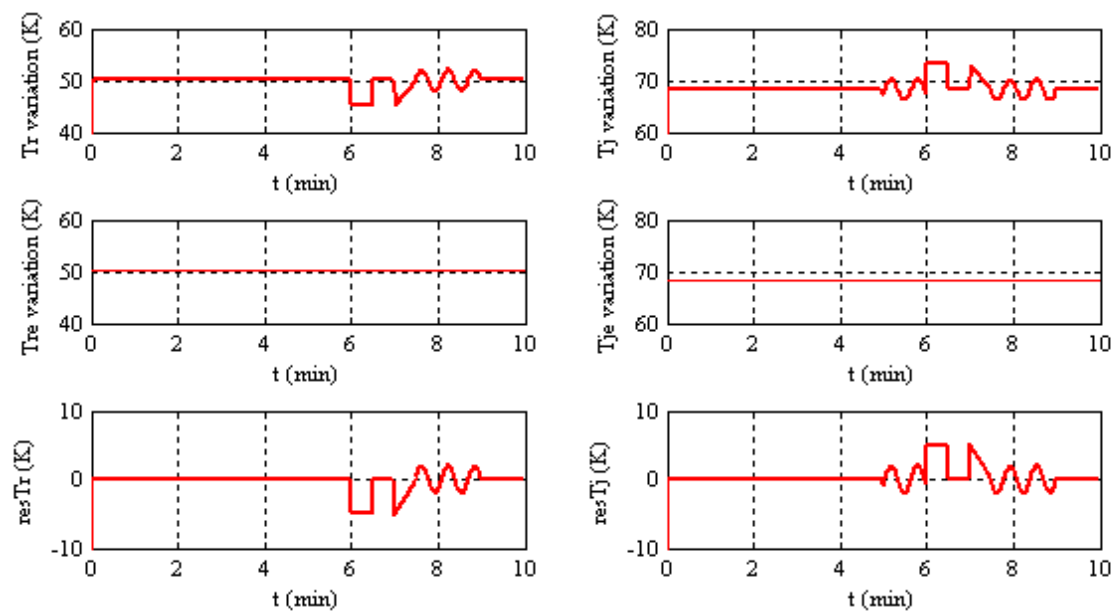 Tr variation (K)
60
50
40
0 2 4 6 8 10
t (min)
Tj variation (K)
80
70
60
0 2 4 6 8 10
t (min)
Tre variation (K)
60
50
40
0 2 4 6 8 10
t (min)
Tje variation (K)
80
70
60
0 2 4 6 8 10
t (min)
resTr (K)
10
0
-10
0 2 4 6 8 10
t (min)
resTj (K)
10
0
-10
0 2 4 6 8 10
t (min)